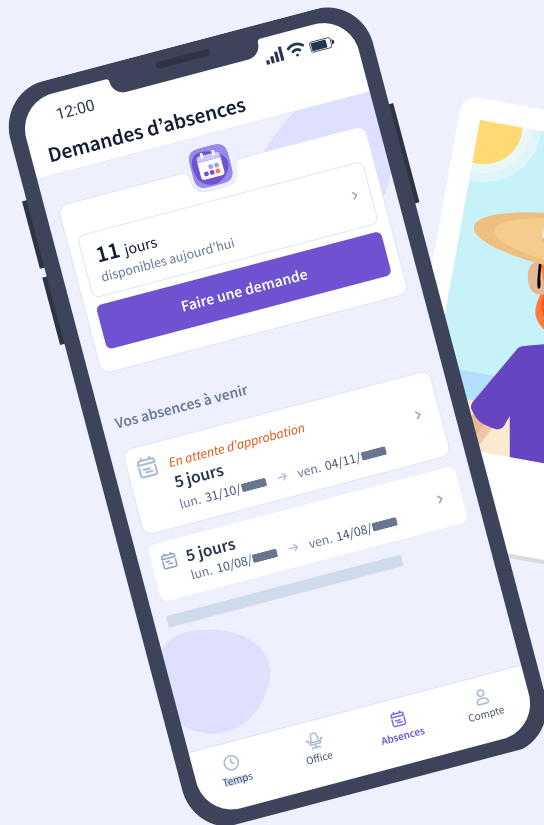 12:00
Demandes d’absences
11 jours
disponibles aujourd’hui
Faire une demande
Vos absences à venir
En attente d’approbation
5 jours
lun. 31/10/ → ven. 04/11/
5 jours
lun. 10/08/ → ven. 14/08/
Temps
Office
Absences
Compte